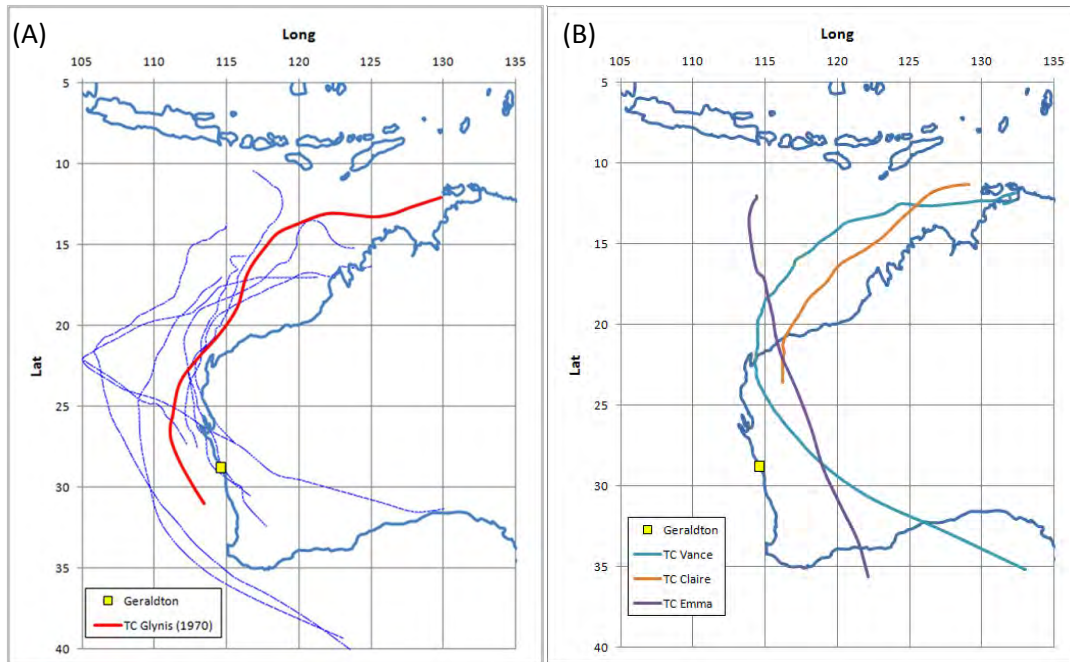 (A)
Long
105 110 115 120 125 130 135
5
10
15
20
Lat
25
30
35
40
Geraldton
TC Glynis (1970)
(B)
Long
105 110 115 120 125 130 135
5
10
15
20
Lat
25
30
35
40
Geraldton
TC Vance
TC Claire
TC Emma